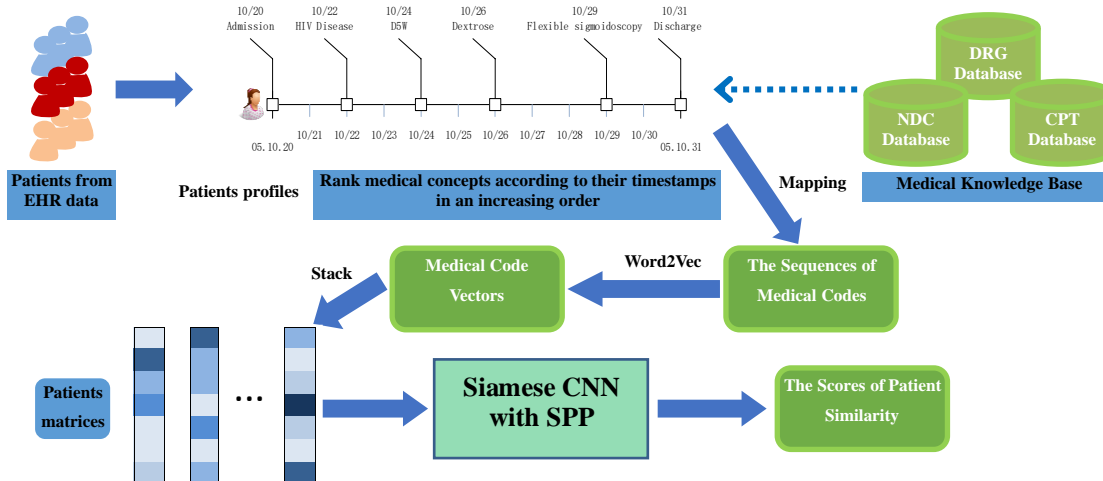 10/20 10/22 10/24 10/26 10/29 10/31
Admission HIV Disease D5W Dextrose Flexible sigmoidoscopy Discharge
DRG
Database
NDC
Database
CPT
Database
10/21 10/22 10/23 10/24 10/25 10/26 10/27 10/28 10/29 10/30
05.10.20 05.10.31
Patients from
EHR data
Patients profiles
Rank medical concepts according to their timestamps
in an increasing order
Mapping
Medical Knowledge Base
Stack
Medical Code
Vectors
Word2Vec
The Sequences of
Medical Codes
Patients
matrices
...
Siamese CNN
with SPP
The Scores of Patient
Similarity